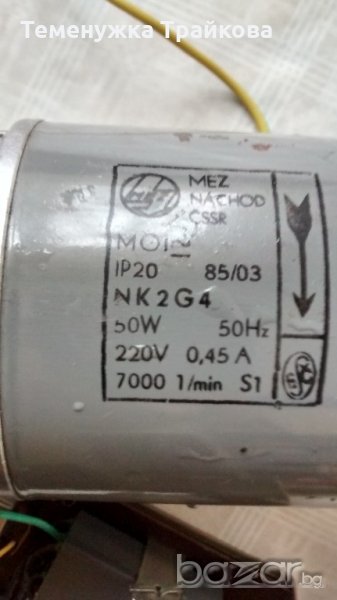 Теменужка Трайкова
MEZ
NÁCHOD
ČSSR
MOT
IP20 85/03
NK2G4
50W 50Hz
220V 0,45 A
7000 1/min S1
bazar.bg